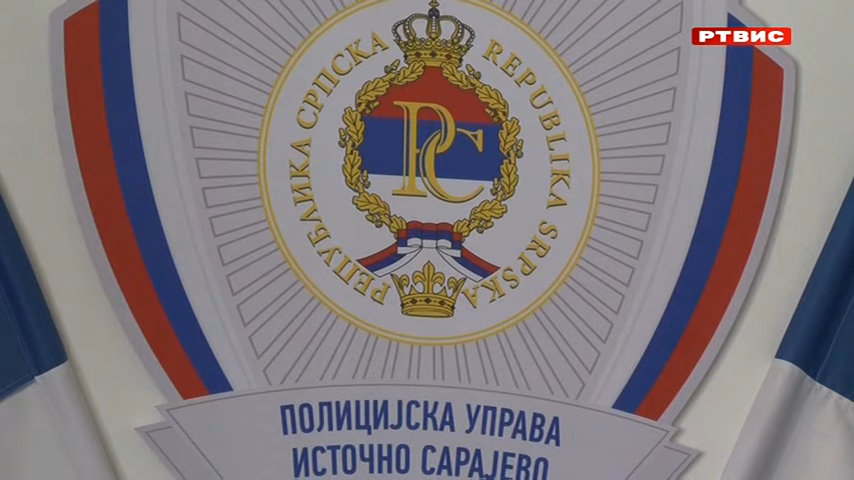 РТВИС
РЕПУБЛИКА СРПСКА
REPUBLIKA SRPSKA
РС
ПОЛИЦИЈСКА УПРАВА
ИСТОЧНО САРАЈЕВО